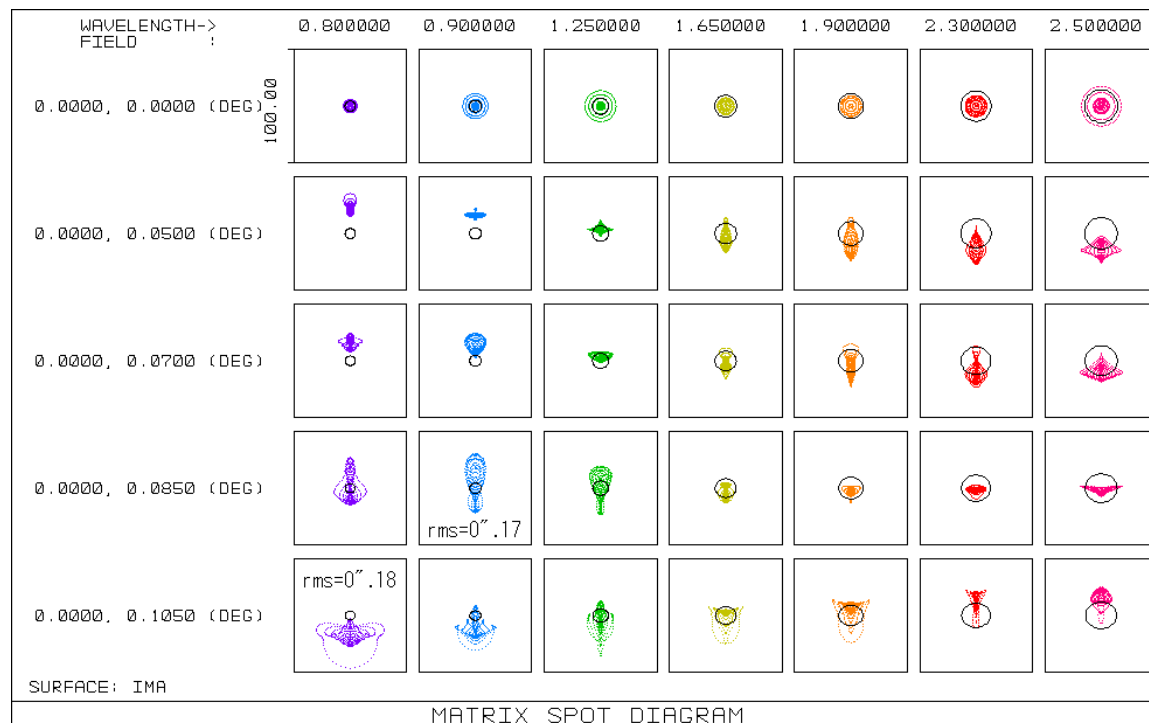 WAVELENGTH-> 0.800000 0.900000 1.250000 1.650000 1.900000 2.300000 2.500000
FIELD :
0.0000, 0.0000 (DEG) 100.00
0.0000, 0.0500 (DEG)
0.0000, 0.0700 (DEG)
0.0000, 0.0850 (DEG)
rms=0".17
rms=0".18
0.0000, 0.1050 (DEG)
SURFACE: IMA
MATRIX SPOT DIAGRAM